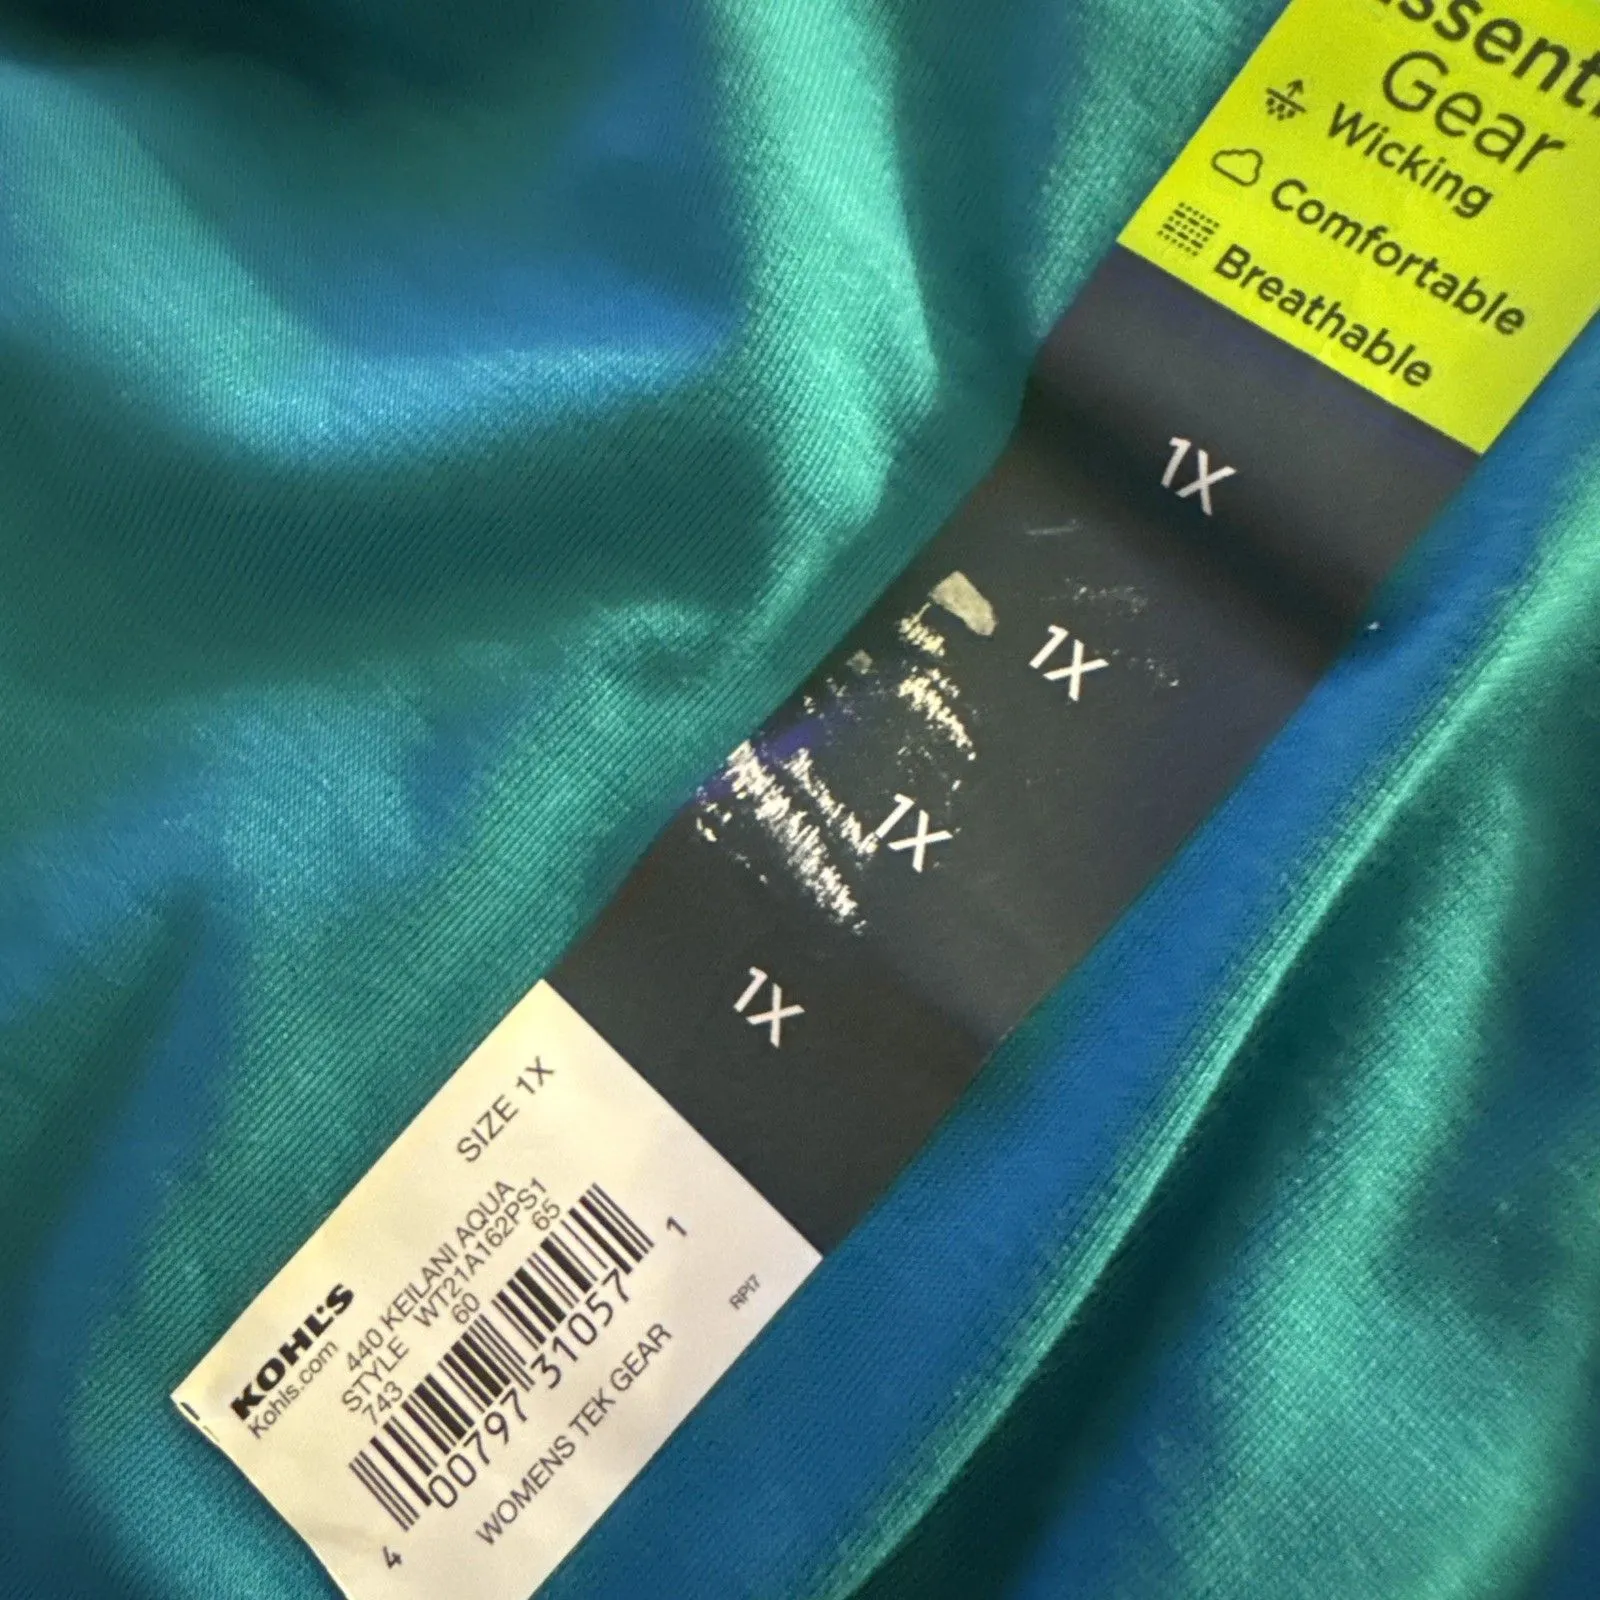 Gear
Wicking
Comfortable
Breathable
1X
1X
1X
1X
SIZE 1X
KOHL'S
Kohls.com
440 KEILANI AQUA
STYLE WT21A162PS1
743 60 65
4 00797 31057 1
WOMENS TEK GEAR
RPI7